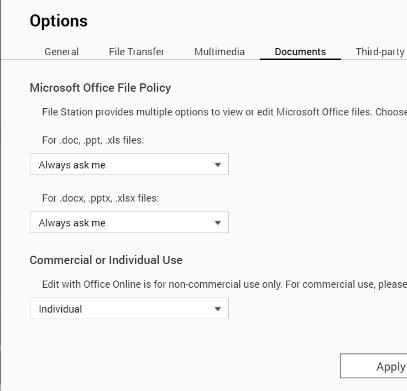 Options
General File Transfer Multimedia Documents Third-party
Microsoft Office File Policy
File Station provides multiple options to view or edit Microsoft Office files. Choose
For .doc, .ppt, .xls files:
Always ask me
For .docx, .pptx, .xlsx files:
Always ask me
Commercial or Individual Use
Edit with Office Online is for non-commercial use only. For commercial use, please
Individual
Apply